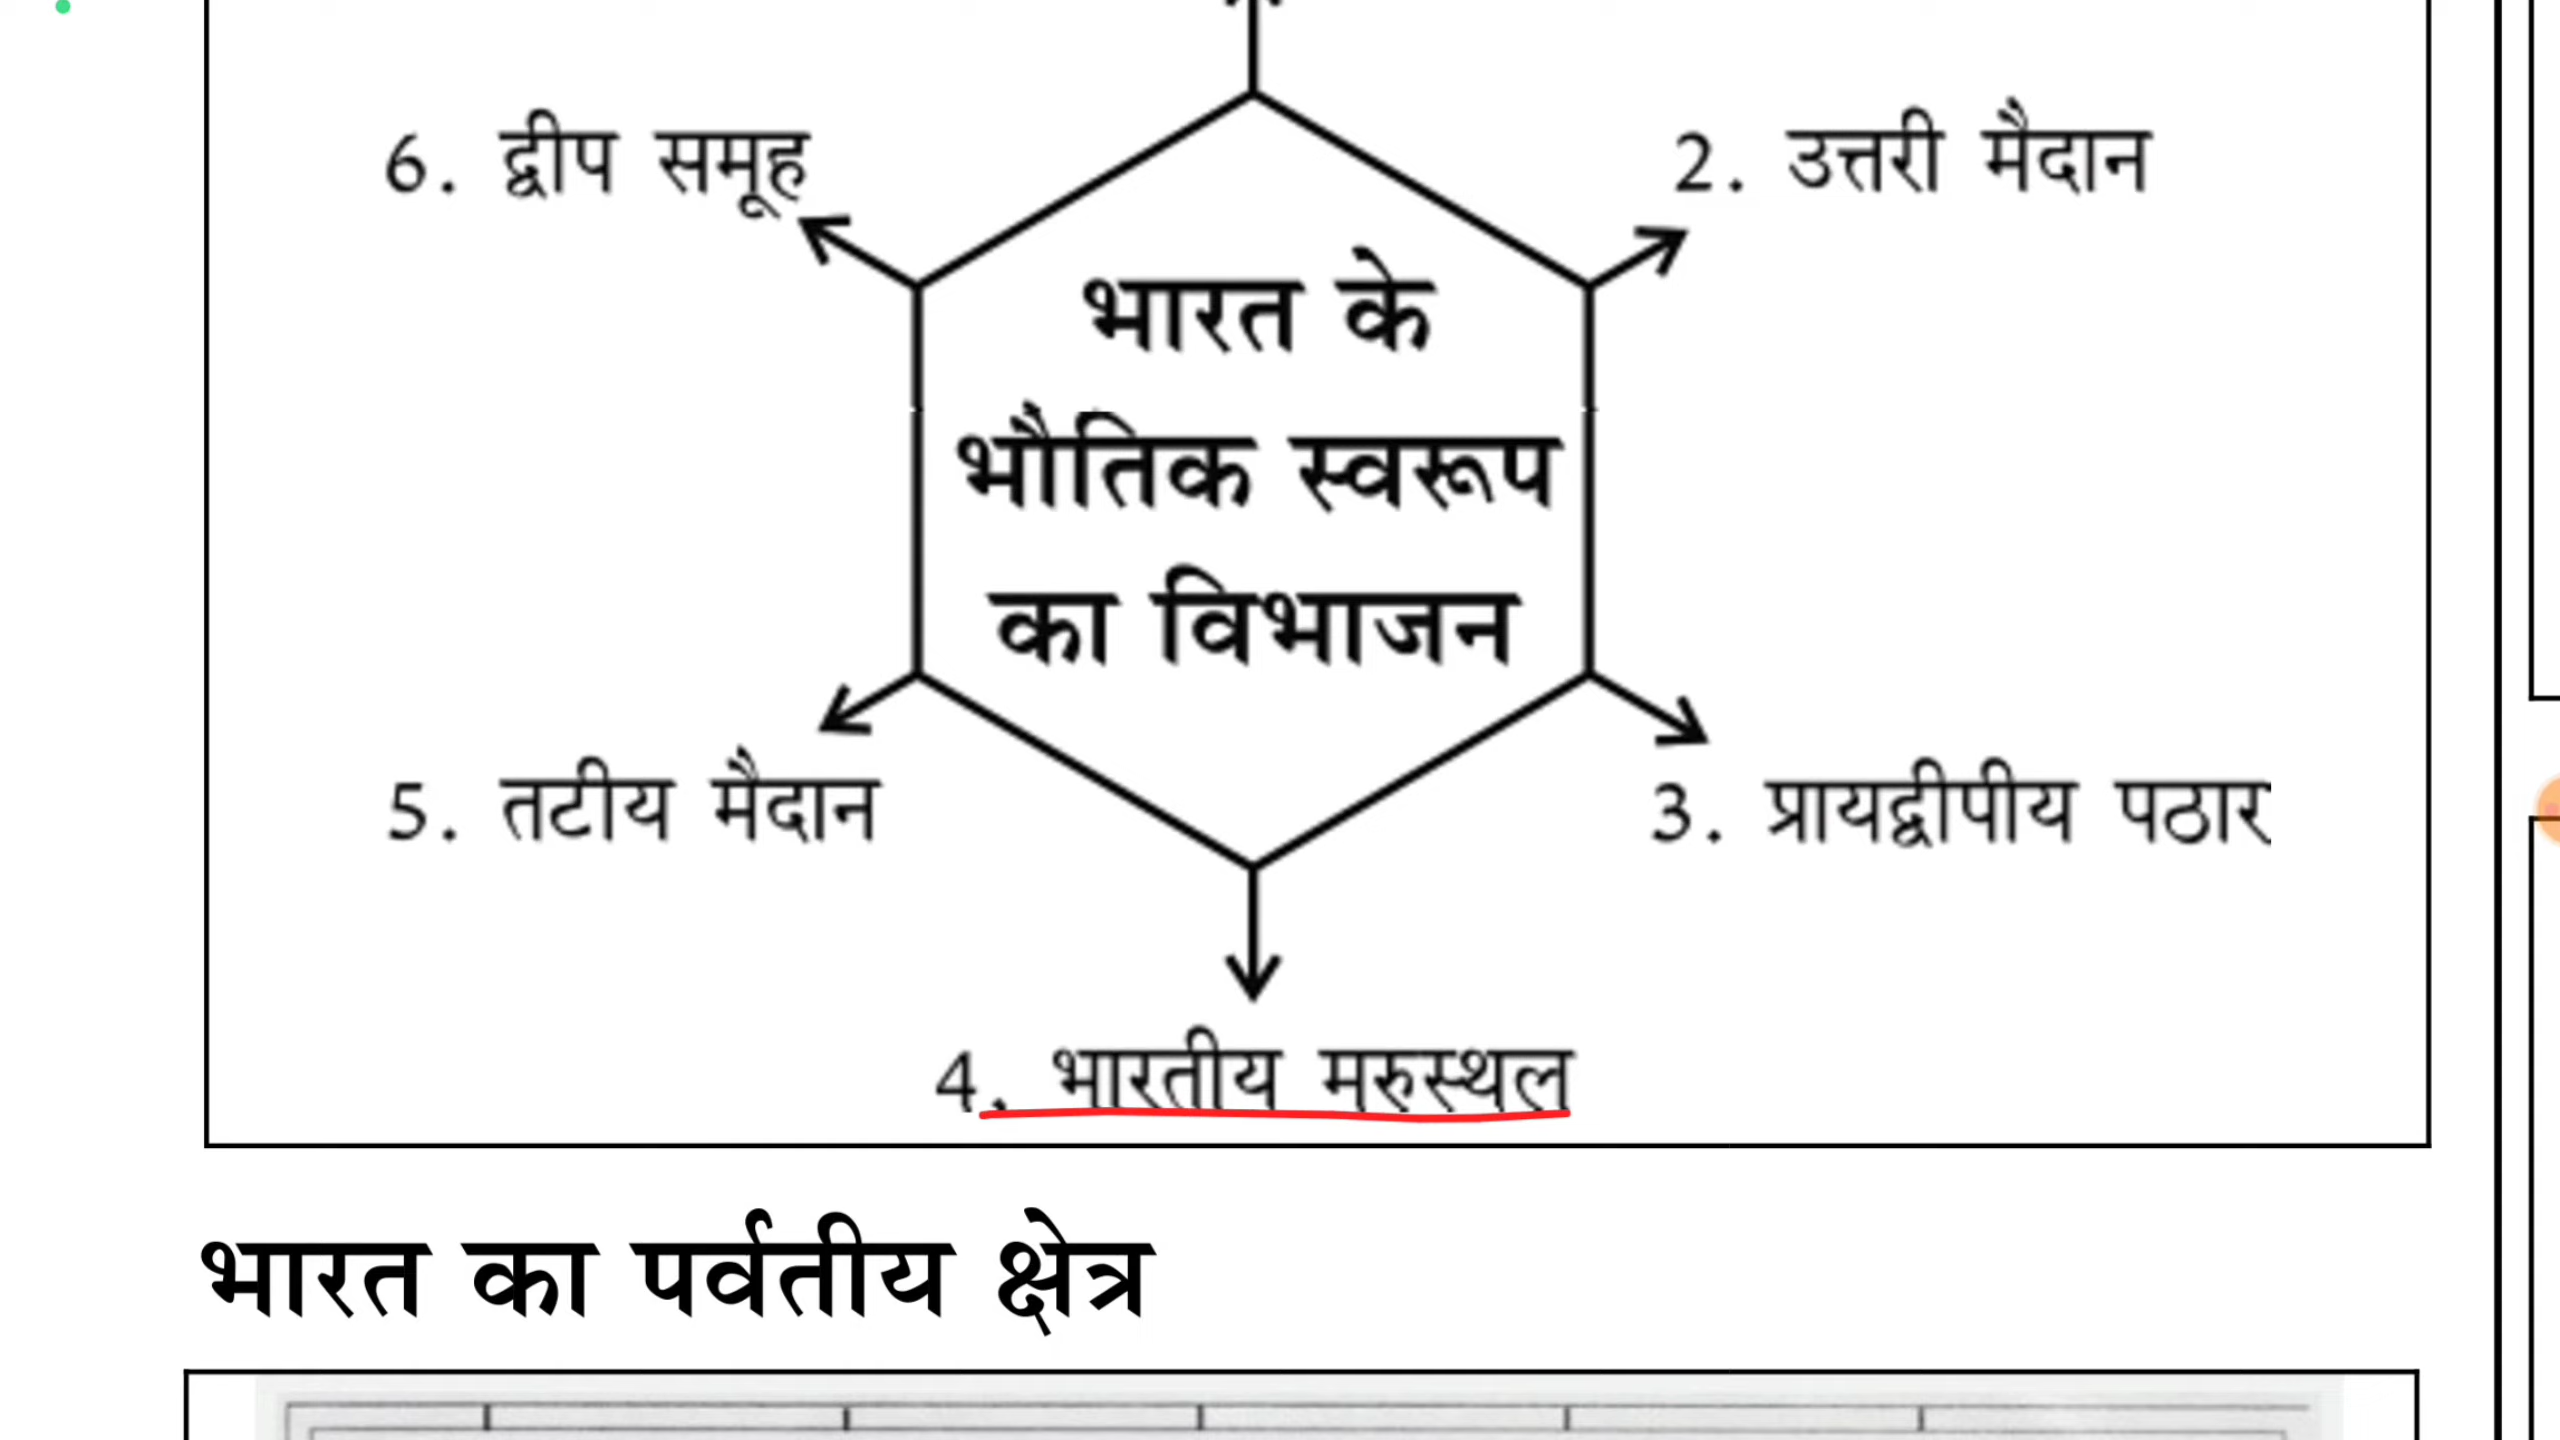 6. द्वीप समूह
2. उत्तरी मैदान
भारत के
भौतिक स्वरूप
का विभाजन
5. तटीय मैदान
3. प्रायद्वीपीय पठार
4. भारतीय मरुस्थल
भारत का पर्वतीय क्षेत्र